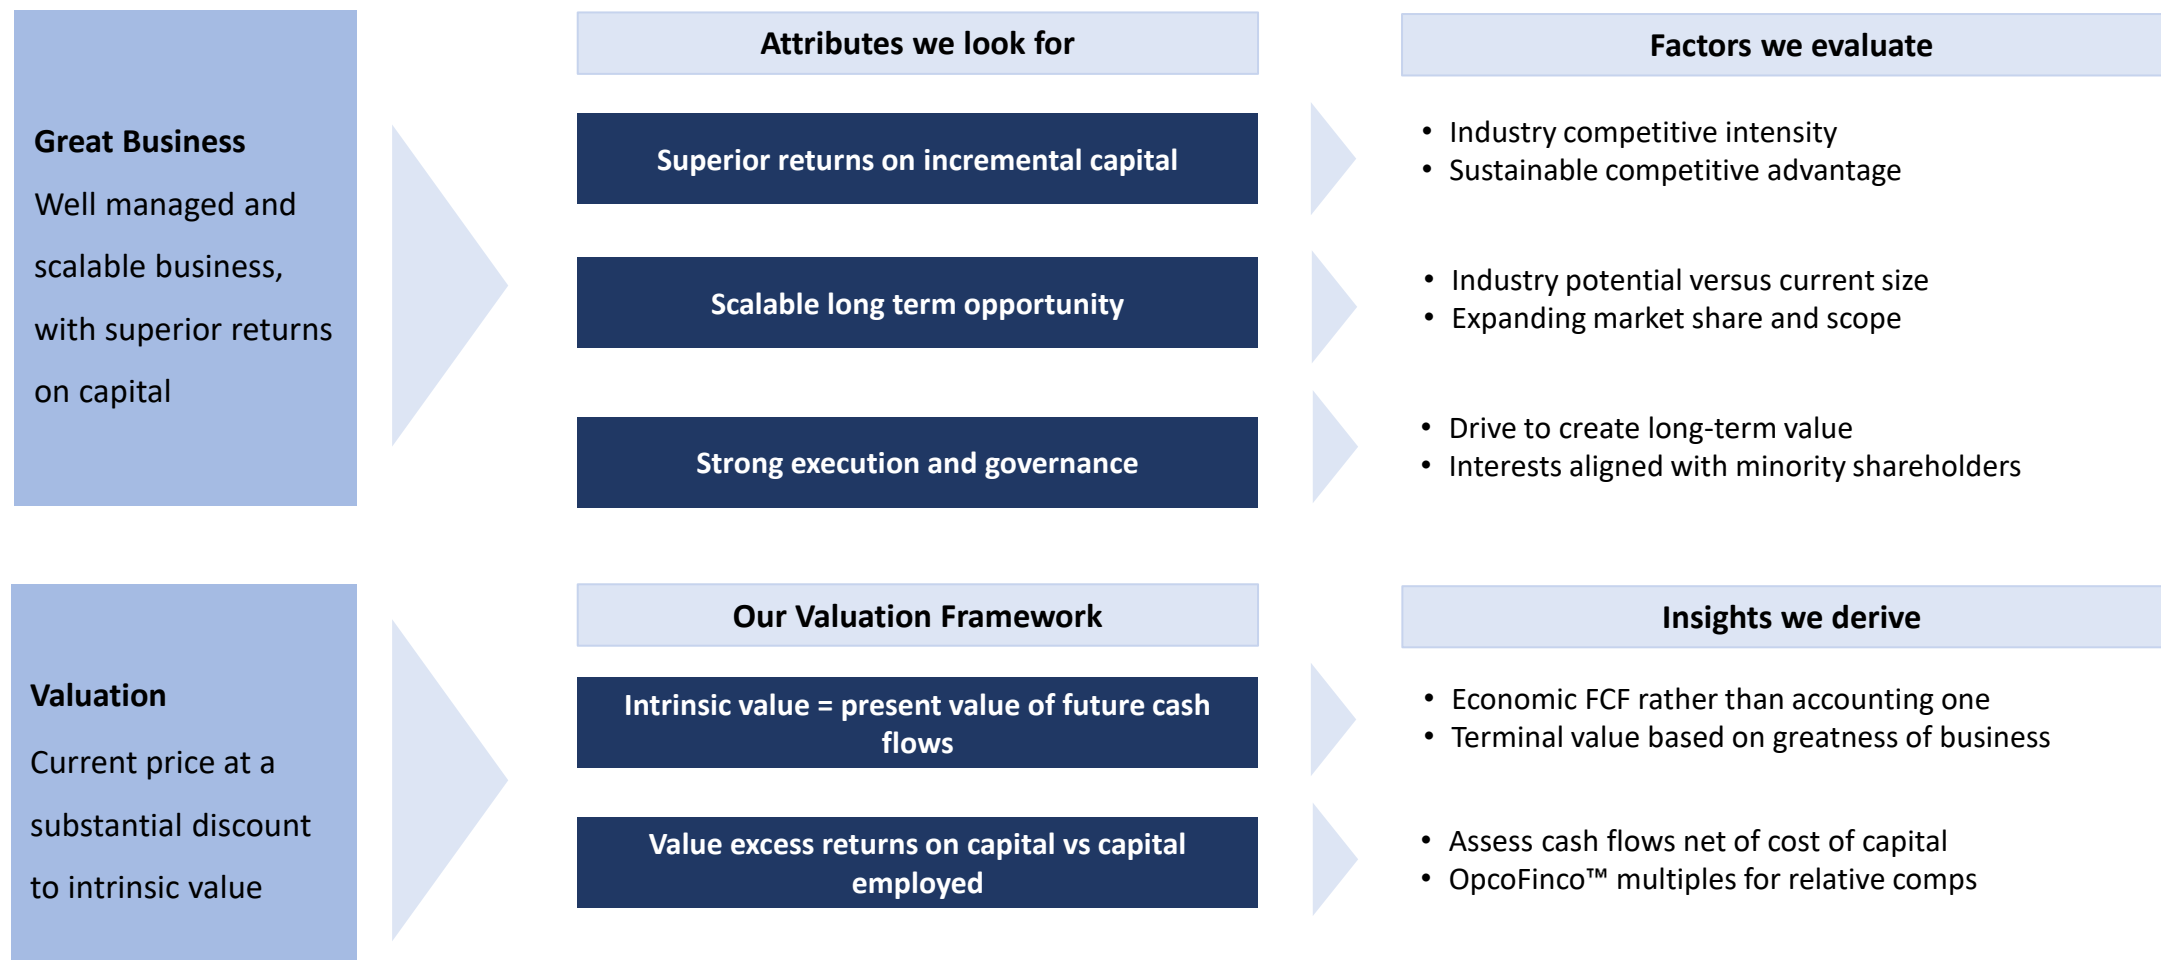 Great Business
Well managed and
scalable business,
with superior returns
on capital
Attributes we look for
Superior returns on incremental capital
Scalable long term opportunity
Strong execution and governance
Factors we evaluate
• Industry competitive intensity
• Sustainable competitive advantage
• Industry potential versus current size
• Expanding market share and scope
• Drive to create long-term value
• Interests aligned with minority shareholders
Valuation
Current price at a
substantial discount
to intrinsic value
Our Valuation Framework
Intrinsic value = present value of future cash
flows
Value excess returns on capital vs capital
employed
Insights we derive
• Economic FCF rather than accounting one
• Terminal value based on greatness of business
• Assess cash flows net of cost of capital
• OpcoFinco™ multiples for relative comps